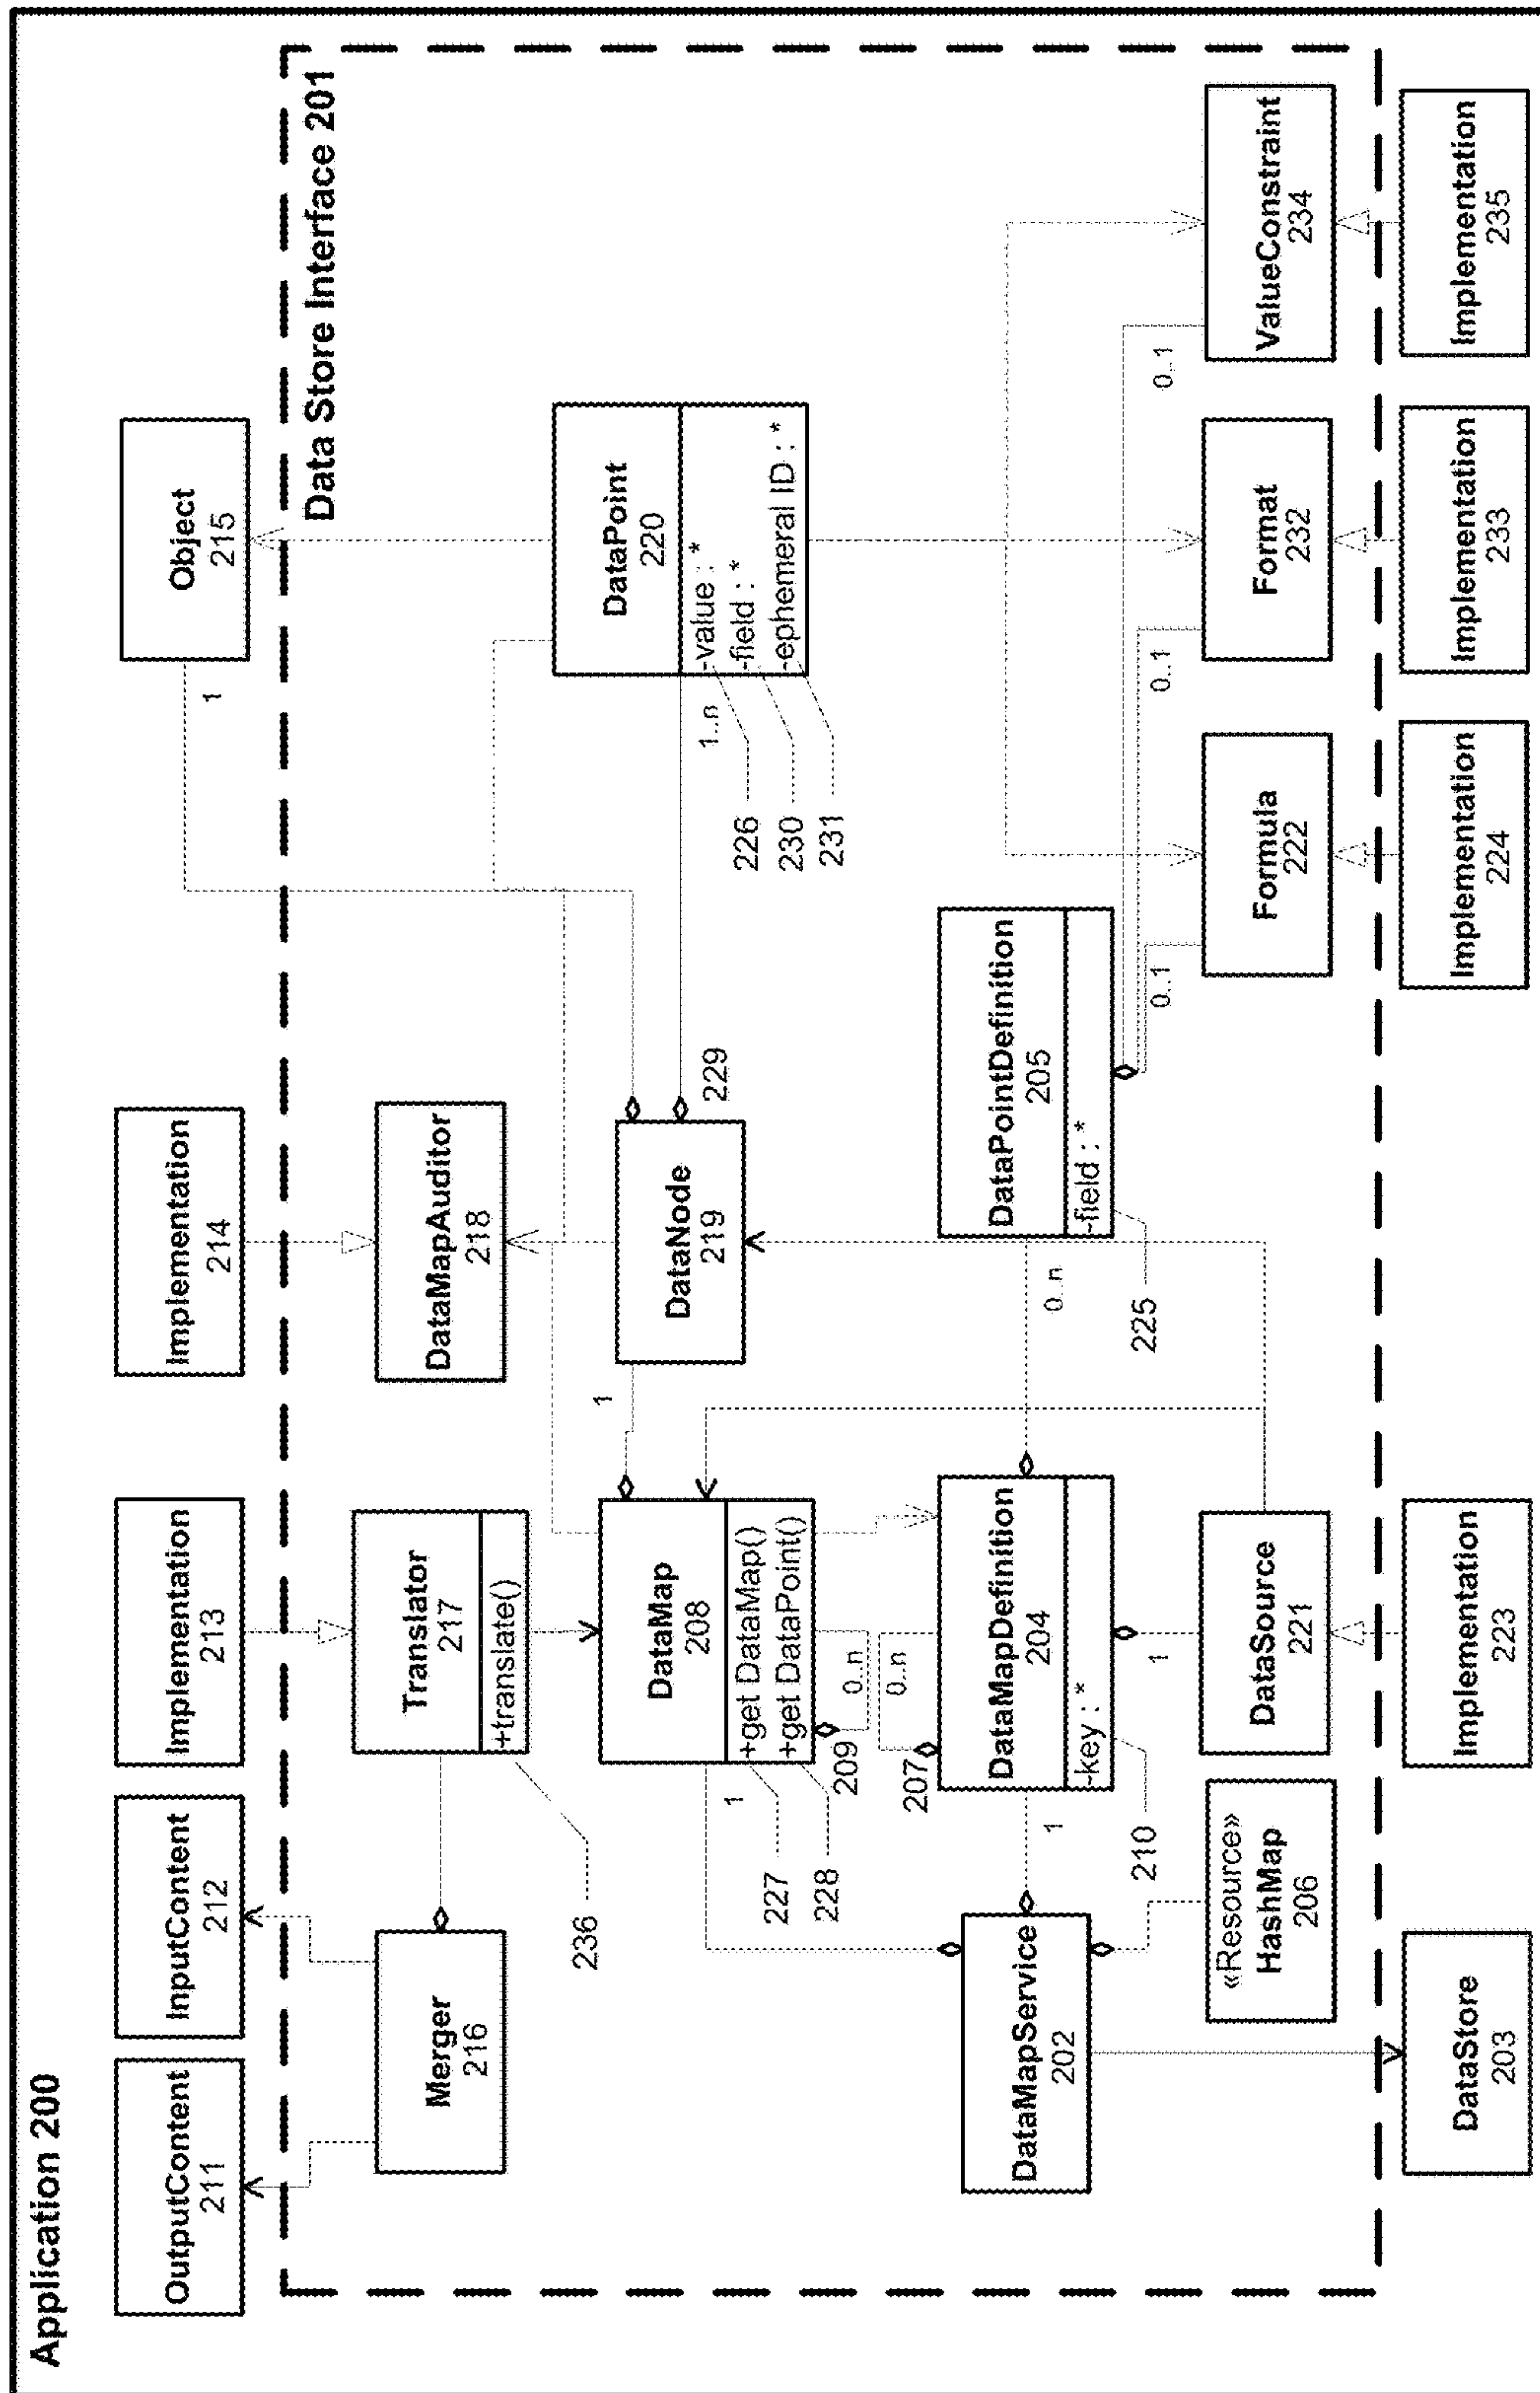 Application 200
OutputContent
211
InputContent
212
Implementation
213
Implementation
214
Object
215
1
Data Store Interface 201
Merger
216
Translator
217
+translate()
236
DataMapAuditor
218
DataMap
208
+get DataMap()
+get DataPoint()
1
227
228
209
0..n
1
DataNode
219
229
DataPoint
220
-value : *
-field : *
-ephemeral ID : *
1..n
226
230
231
DataMapService
202
1
207
0..n
DataMapDefinition
204
-key : *
210
0..n
DataPointDefinition
205
-field : *
225
«Resource»
HashMap
206
1
DataSource
221
0..1
Formula
222
0..1
Format
232
0..1
ValueConstraint
234
DataStore
203
Implementation
223
Implementation
224
Implementation
233
Implementation
235